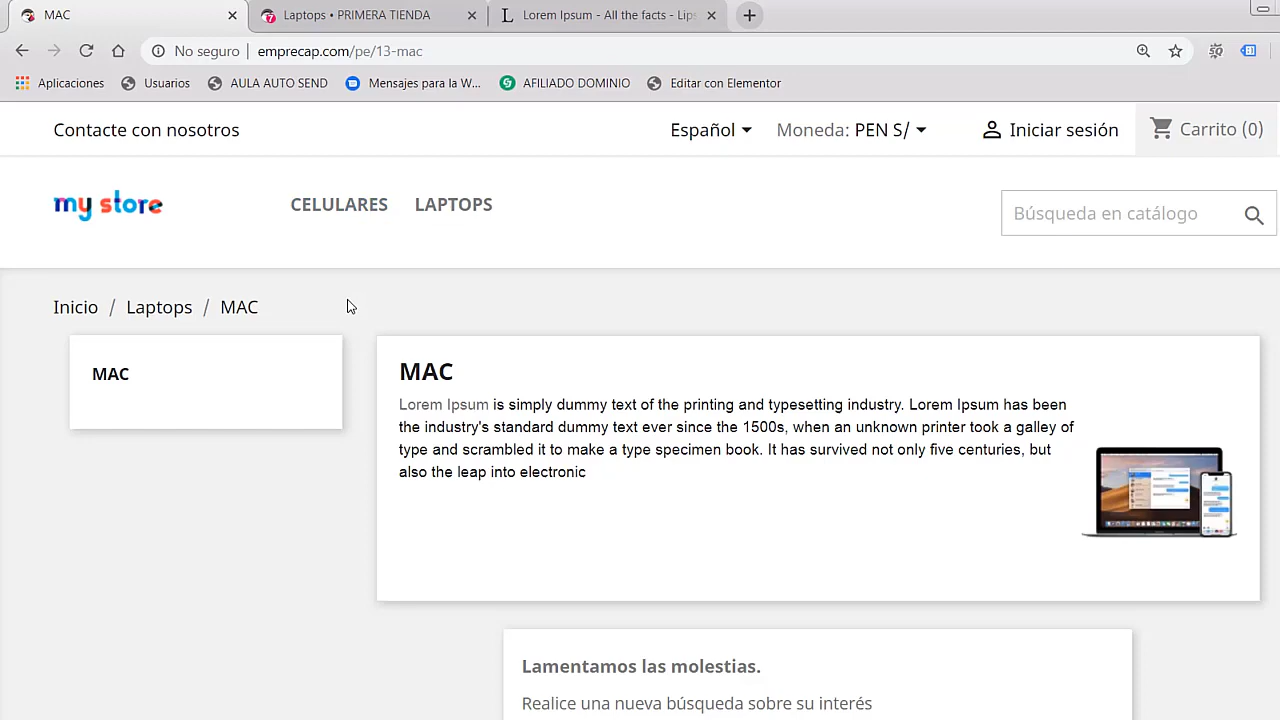 MAC
Laptops • PRIMERA TIENDA
Lorem Ipsum - All the facts - Lips
No seguro | emprecap.com/pe/13-mac
Aplicaciones Usuarios AULA AUTO SEND Mensajes para la W... AFILIADO DOMINIO Editar con Elementor
Contacte con nosotros Español Moneda: PEN S/ Iniciar sesión Carrito (0)
my store CELULARES LAPTOPS Búsqueda en catálogo
Inicio / Laptops / MAC
MAC
MAC
Lorem Ipsum is simply dummy text of the printing and typesetting industry. Lorem Ipsum has been
the industry's standard dummy text ever since the 1500s, when an unknown printer took a galley of
type and scrambled it to make a type specimen book. It has survived not only five centuries, but
also the leap into electronic
Lamentamos las molestias.
Realice una nueva búsqueda sobre su interés